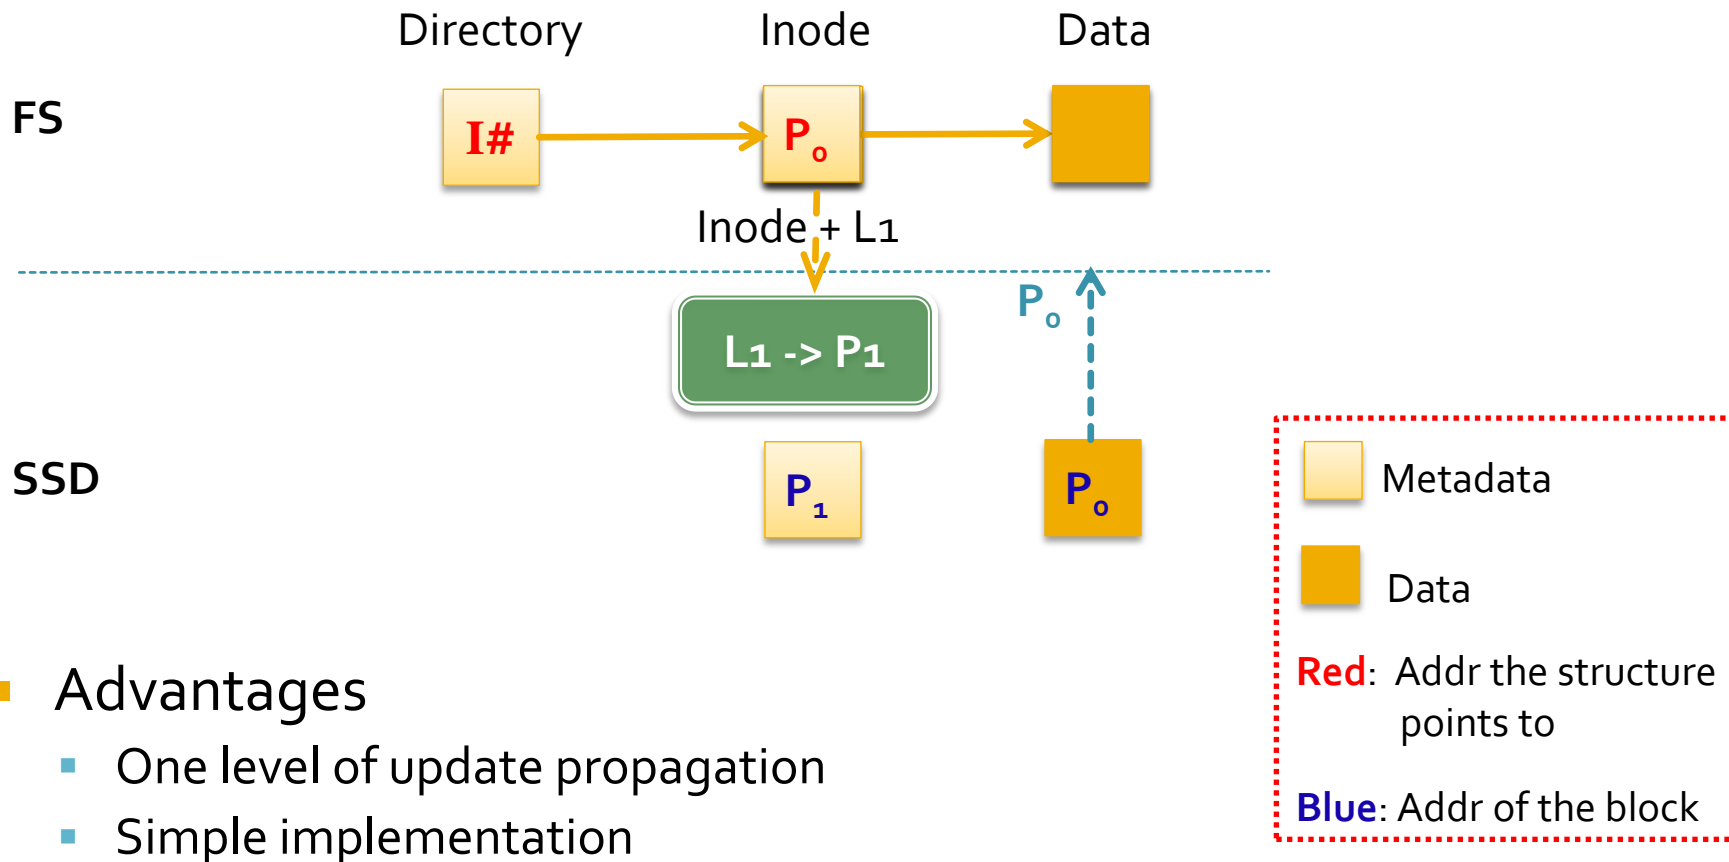 Directory Inode Data
FS
I# P₀
Inode + L1
P₀
L1 -> P1
SSD
P₁ P₀
Metadata
Data
Red: Addr the structure
points to
Blue: Addr of the block
Advantages
One level of update propagation
Simple implementation